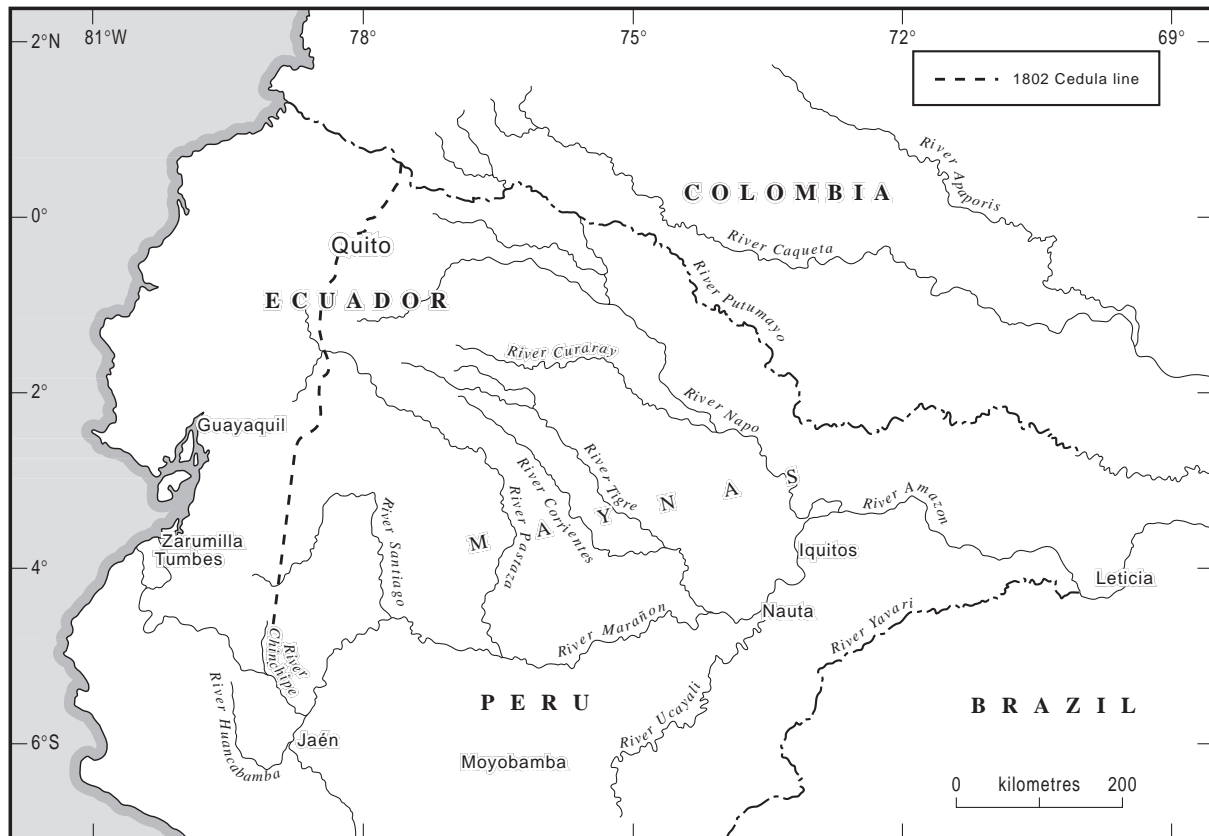 81°W
78°
75°
72°
69°
2°N
1802 Cedula line
River Apaporis
COLOMBIA
0°
Quito
River Caqueta
ECUADOR
River Putumayo
River Curaray
2°
River Napo
Guayaquil
MAYNAS
River Tigre
River Corrientes
River Pastaza
River Santiago
River Amazon
Zarumilla
Tumbes
Iquitos
4°
Leticia
Nauta
River Marañon
River Yavari
River Chinchipe
PERU
BRAZIL
River Ucayali
River Huancabamba
6°S
Jaén
Moyobamba
0 kilometres 200